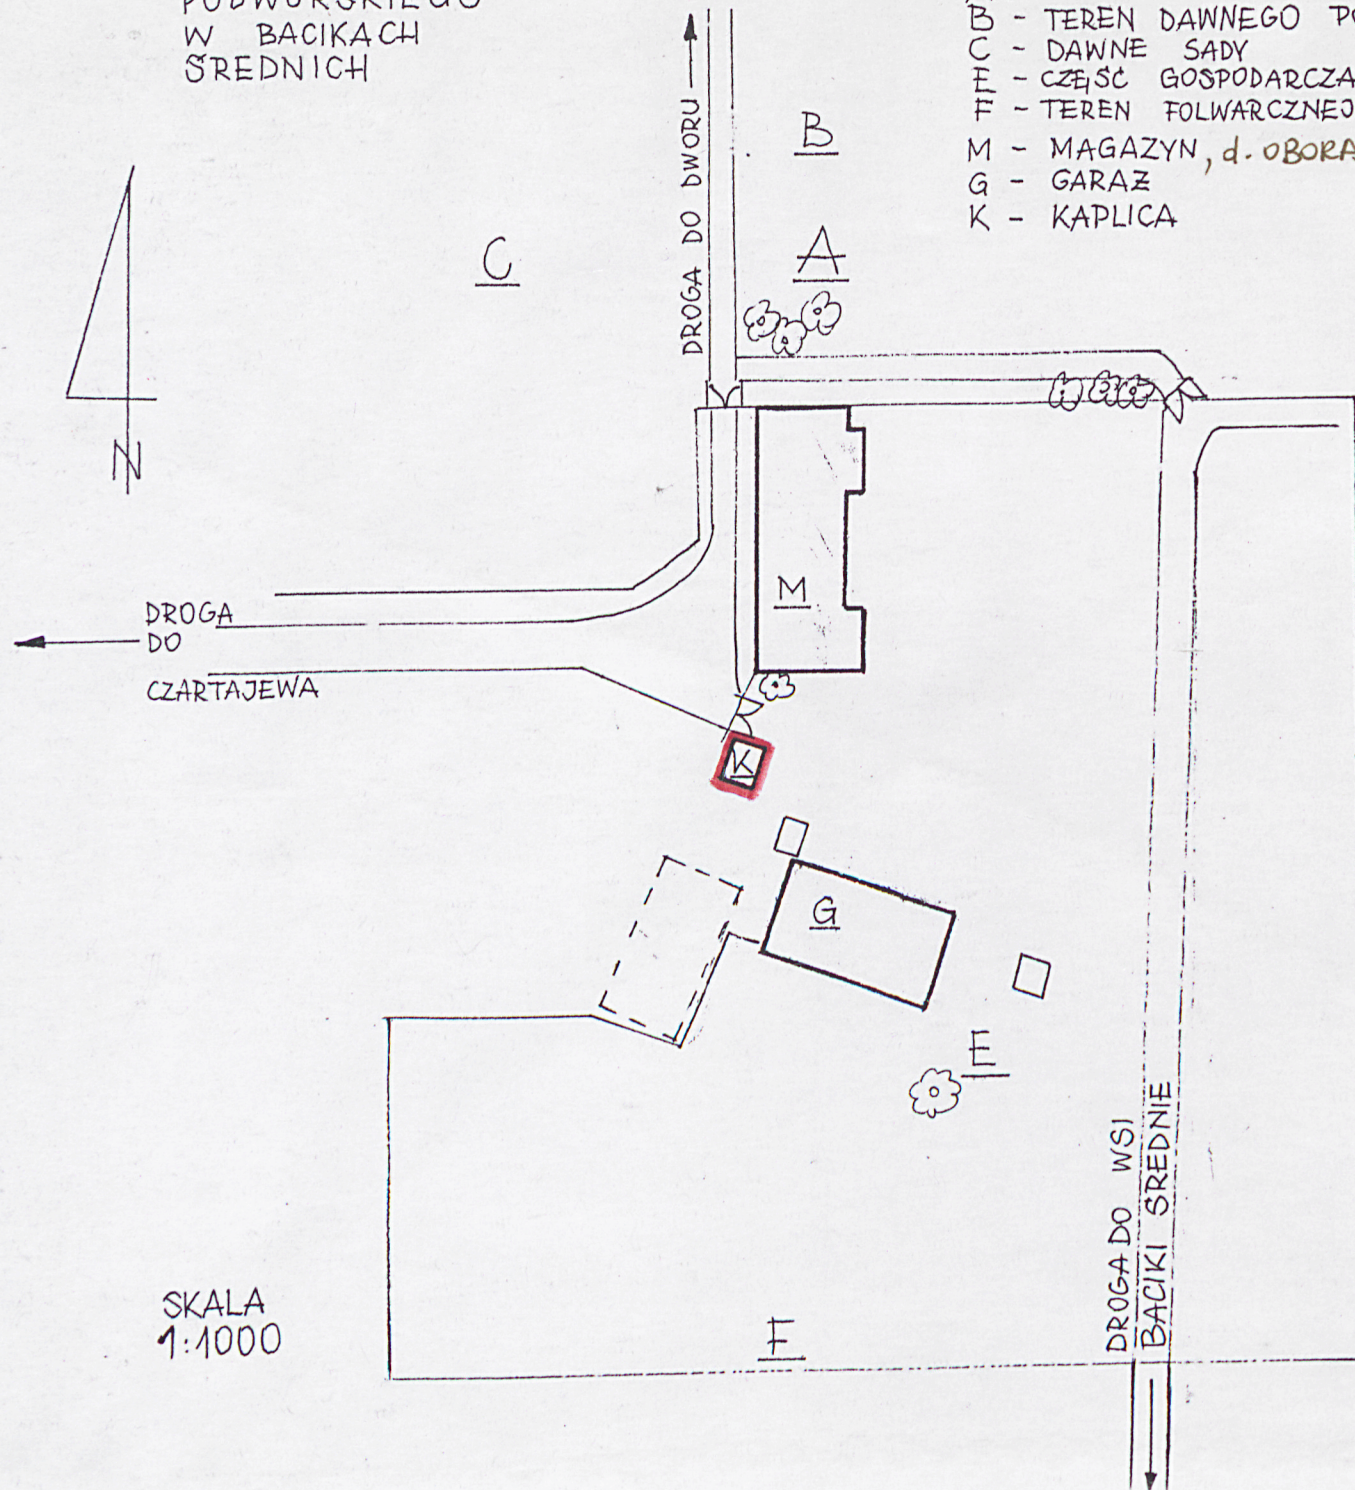 PODWÓRSKIEGO
W BACIKACH
ŚREDNICH
B - TEREN DAWNEGO
C - DAWNE SADY
E - CZĘŚĆ GOSPODARCZA
F - TEREN FOLWARCZNEJ
M - MAGAZYN, d. OBORA
G - GARAŻ
K - KAPLICA
DROGA DO DWORU
B
A
C
N
M
DROGA
DO
CZARTAJEWA
K
G
E
DROGA DO WSI
BACIKI ŚREDNIE
SKALA
1:1000
F